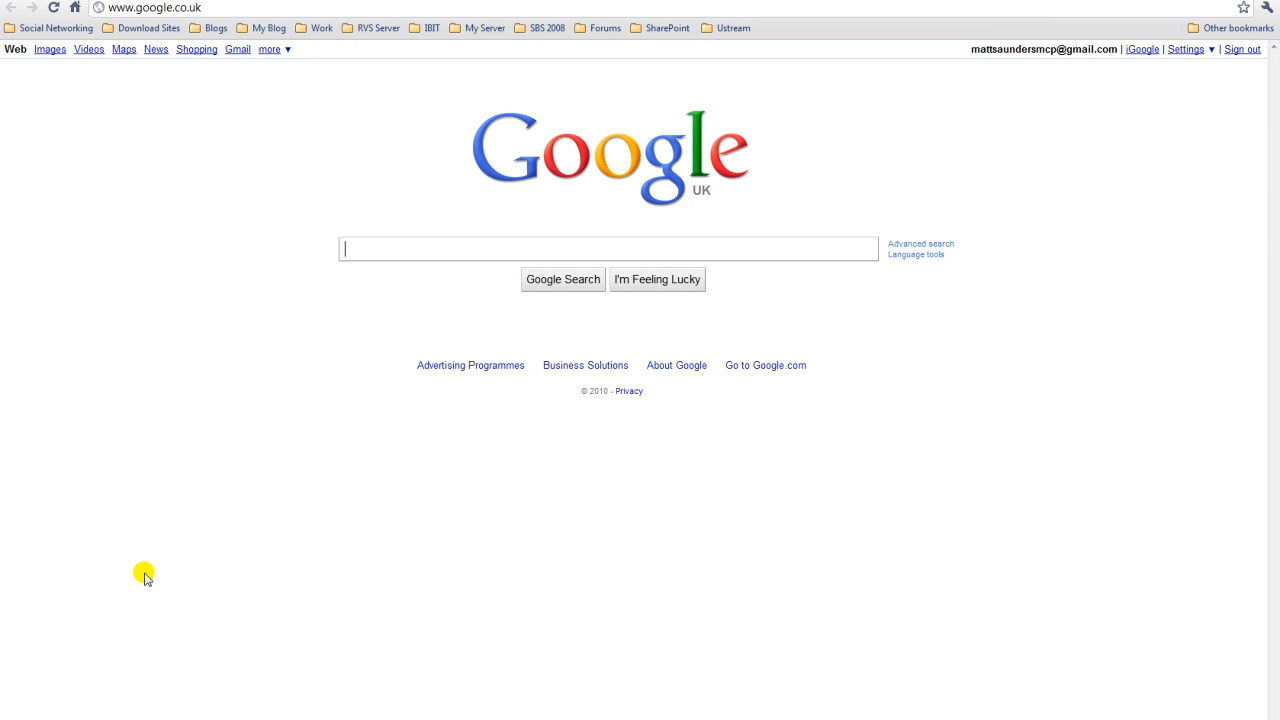 www.google.co.uk
Social Networking Download Sites Blogs My Blog Work RVS Server IBIT My Server SBS 2008 Forums SharePoint Ustream Other bookmarks
Web Images Videos Maps News Shopping Gmail more ▼ mattsaundersmcp@gmail.com | iGoogle | Settings ▼ | Sign out
Google
UK
Advanced search
Language tools
Google Search I'm Feeling Lucky
Advertising Programmes Business Solutions About Google Go to Google.com
© 2010 - Privacy